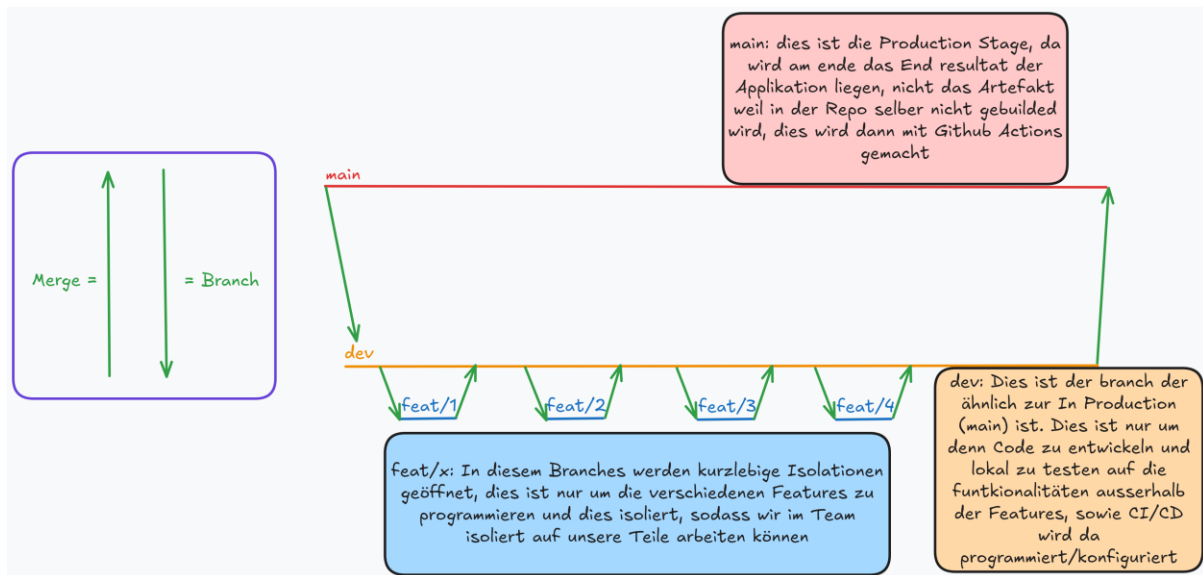 main: dies ist die Production Stage, da
wird am ende das End resultat der
Applikation liegen, nicht das Artefakt
weil in der Repo selber nicht gebuilded
wird, dies wird dann mit Github Actions
gemacht
main
Merge =
= Branch
dev
feat/1
feat/2
feat/3
feat/4
feat/x: In diesem Branches werden kurzlebige Isolationen
geöffnet, dies ist nur um die verschiedenen Features zu
programmieren und dies isoliert, sodass wir im Team
isoliert auf unsere Teile arbeiten können
dev: Dies ist der branch der
ähnlich zur In Production
(main) ist. Dies ist nur um
denn Code zu entwickeln und
lokal zu testen auf die
funtkionalitäten ausserhalb
der Features, sowie CI/CD
wird da
programmiert/konfiguriert